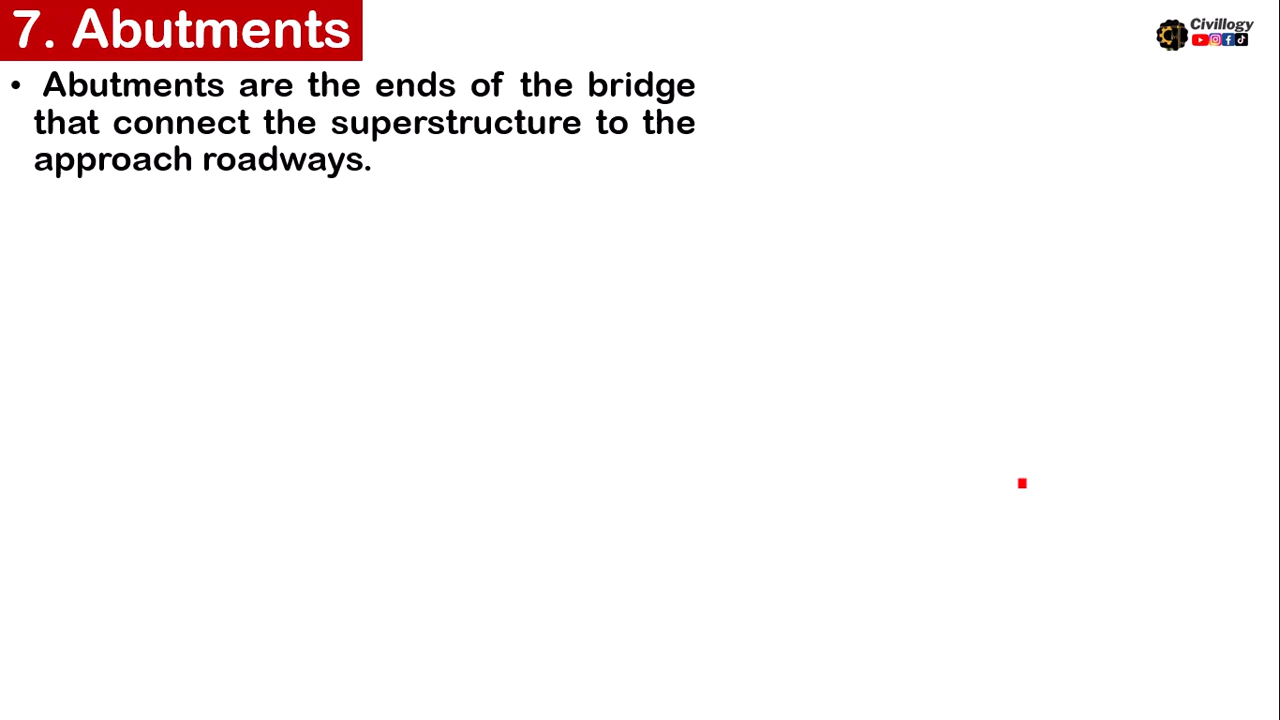 7. Abutments
Civillogy
• Abutments are the ends of the bridge
that connect the superstructure to the
approach roadways.